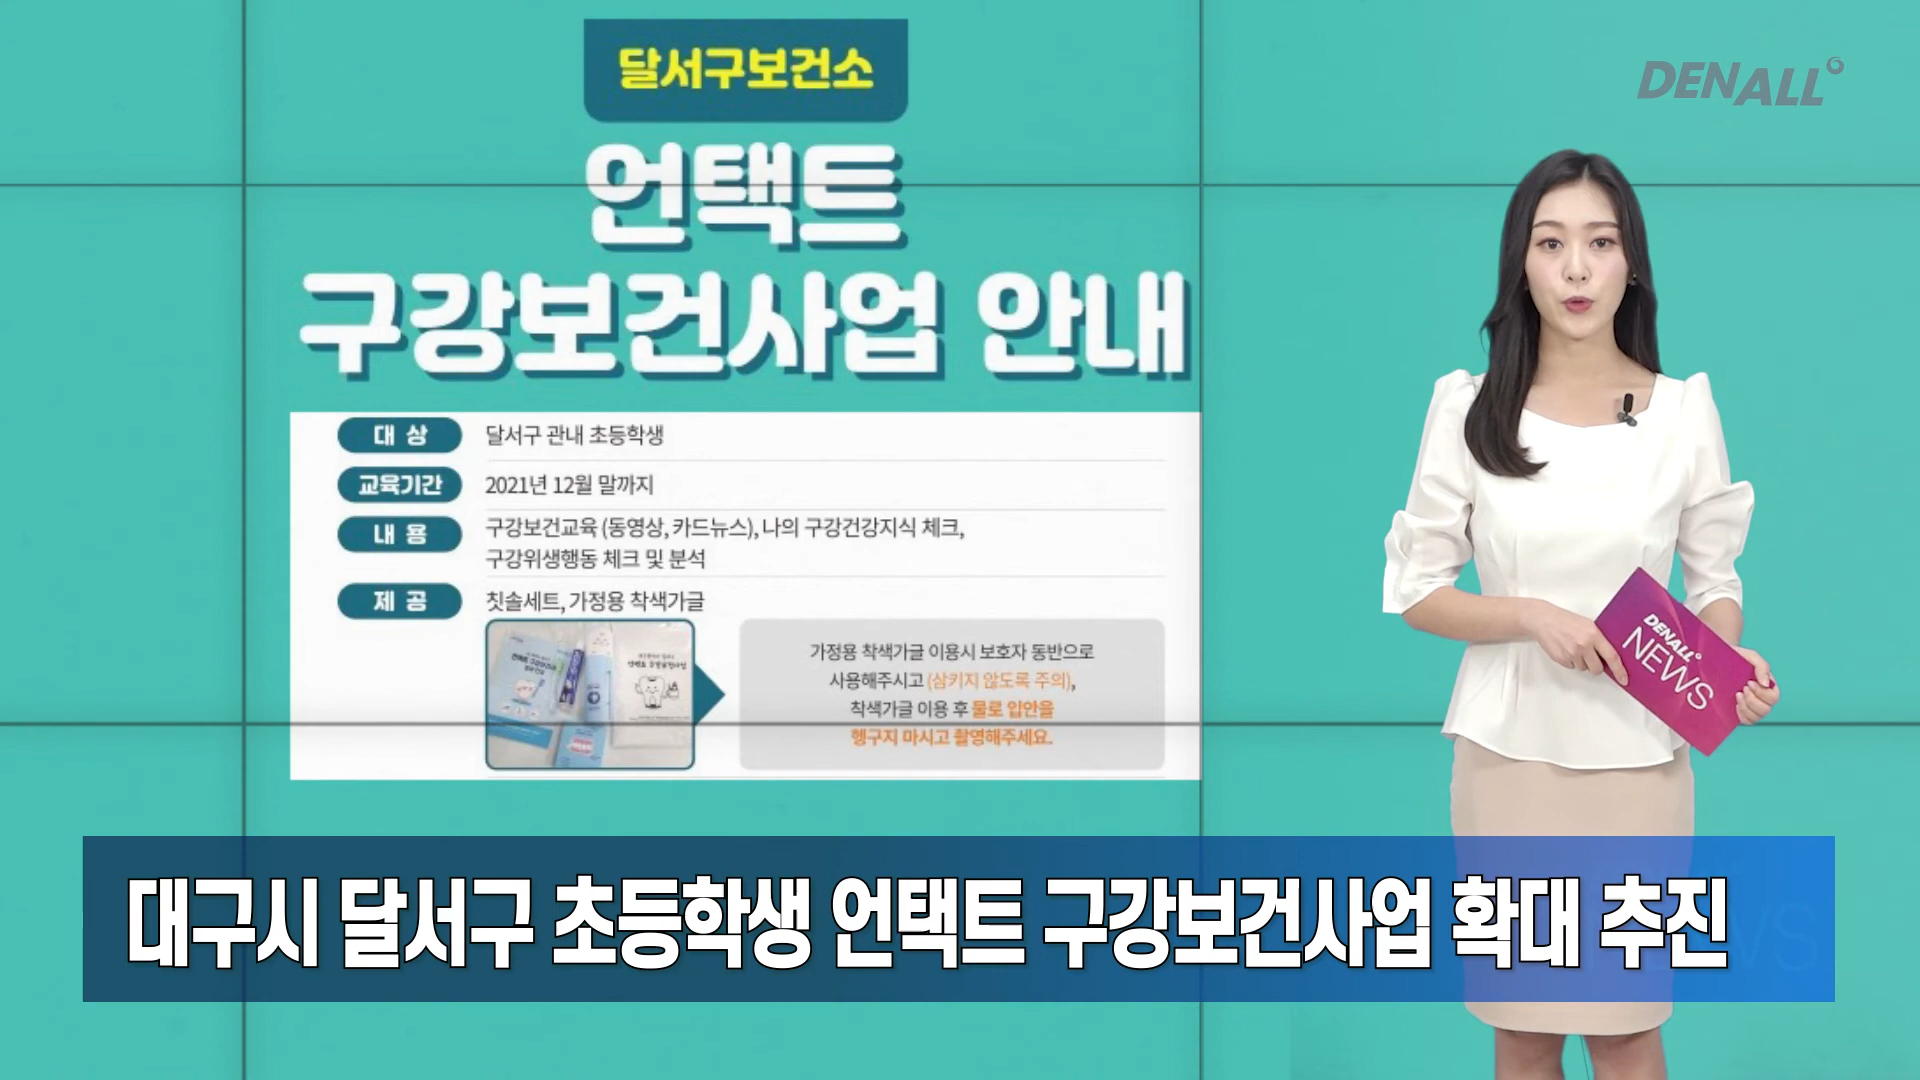 달서구보건소
DENALL
언택트
구강보건사업 안내
대 상
달서구 관내 초등학생
교육기간
2021년 12월 말까지
내 용
구강보건교육 (동영상, 카드뉴스), 나의 구강건강지식 체크,
구강위생행동 체크 및 분석
제 공
칫솔세트, 가정용 착색가글
가정용 착색가글 이용시 보호자 동반으로
사용해주시고 (삼키지 않도록 주의),
착색가글 이용 후 물로 입안을
헹구지 마시고 촬영해주세요.
DENALL
NEWS
대구시 달서구 초등학생 언택트 구강보건사업 확대 추진